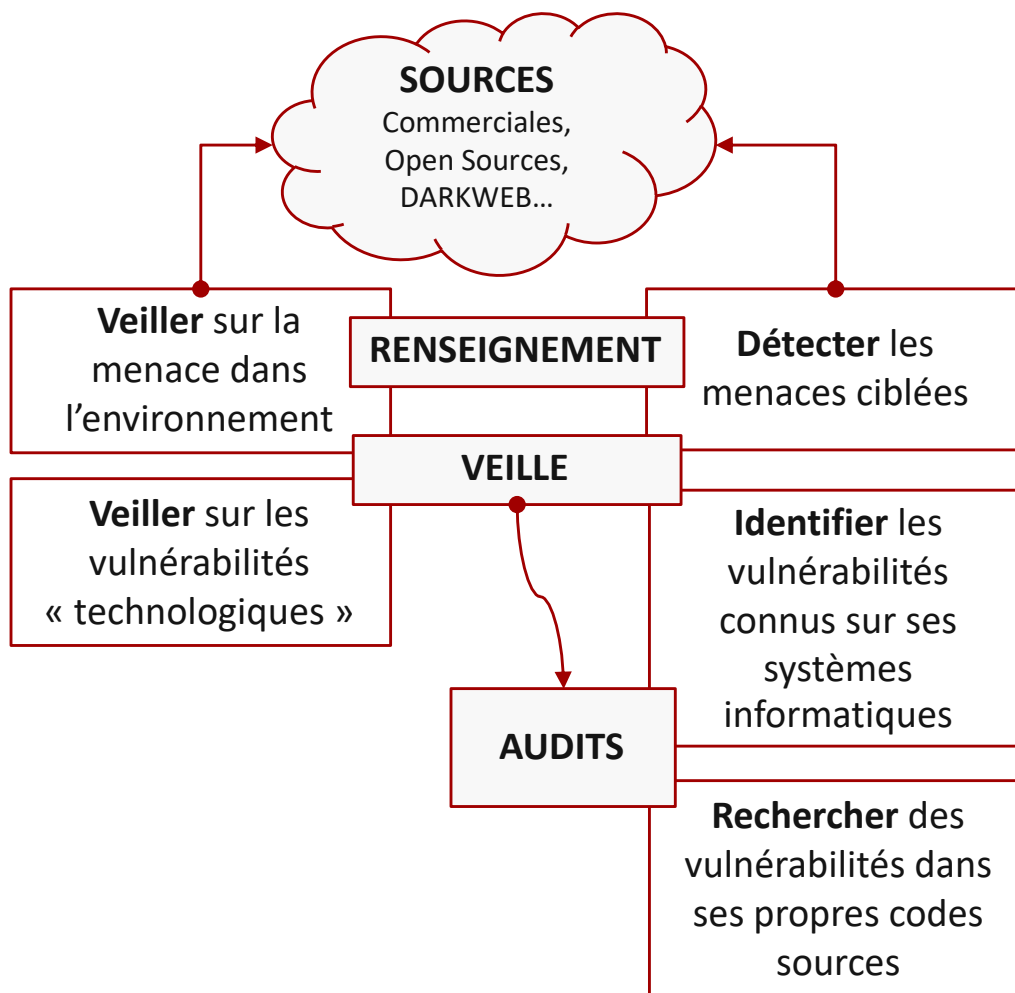 SOURCES
Commerciales,
Open Sources,
DARKWEB...
Veiller sur la
menace dans
l’environnement
RENSEIGNEMENT
Détecter les
menaces ciblées
VEILLE
Veiller sur les
vulnérabilités
« technologiques »
Identifier les
vulnérabilités
connus sur ses
systèmes
informatiques
AUDITS
Rechercher des
vulnérabilités dans
ses propres codes
sources